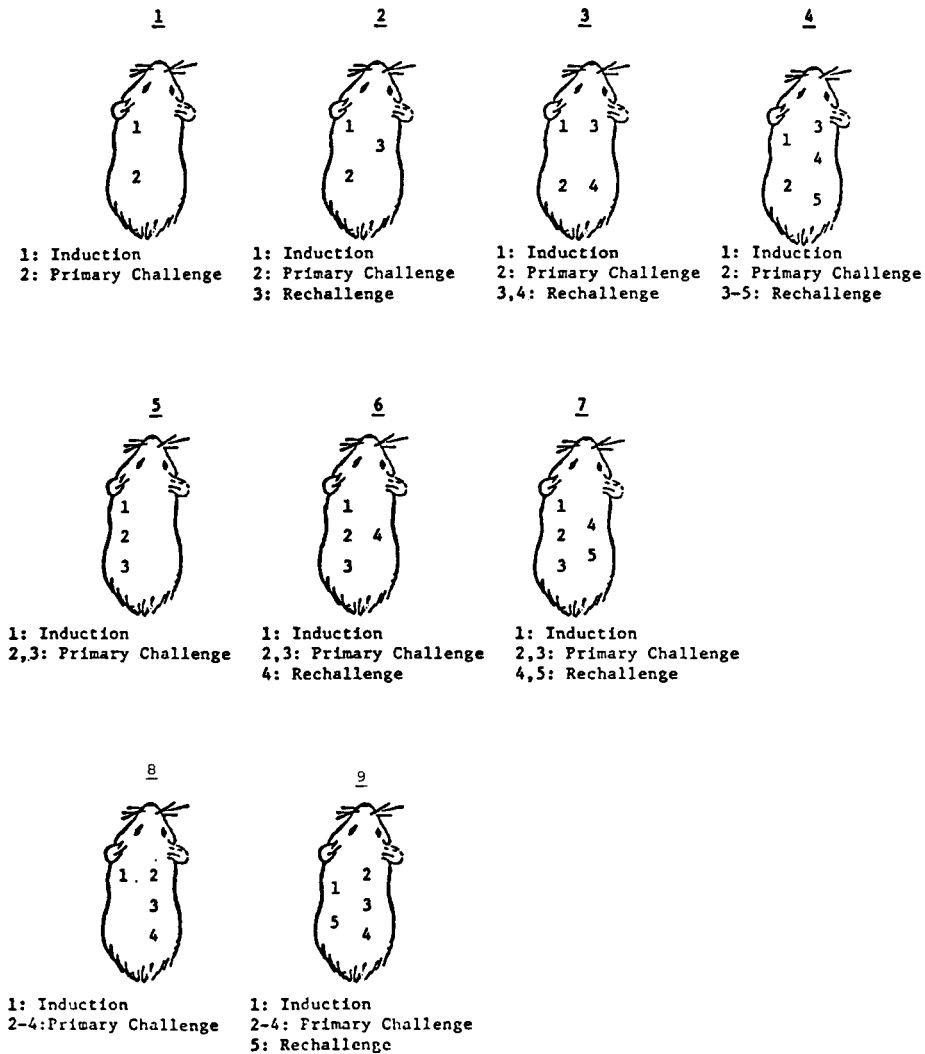 1 2 3 4
1
2
1
3
2
1 3
2 4
3
1
4
2
5
1: Induction
2: Primary Challenge
1: Induction
2: Primary Challenge
3: Rechallenge
1: Induction
2: Primary Challenge
3,4: Rechallenge
1: Induction
2: Primary Challenge
3-5: Rechallenge
5 6 7
1
2
3
1
2 4
3
1
4
2
5
3
1: Induction
2,3: Primary Challenge
1: Induction
2,3: Primary Challenge
4: Rechallenge
1: Induction
2,3: Primary Challenge
4,5: Rechallenge
8 9
1 2
3
4
2
1
3
5
4
1: Induction
2-4:Primary Challenge
1: Induction
2-4: Primary Challenge
5: Rechallenge